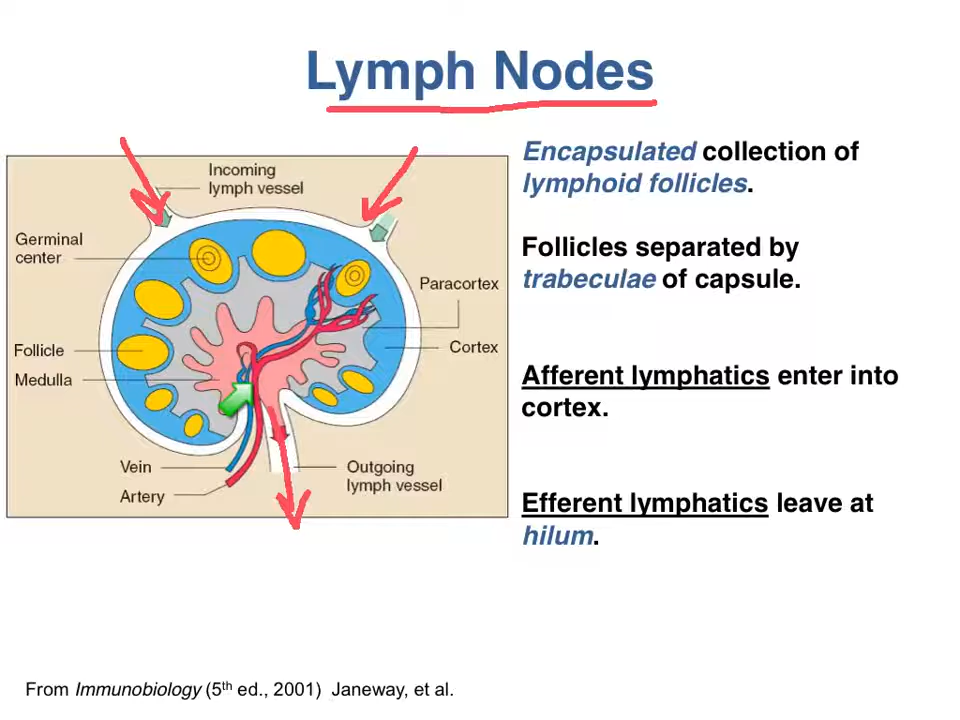 Lymph Nodes
Incoming
lymph vessel
Germinal
center
Paracortex
Follicle
Cortex
Medulla
Vein
Artery
Outgoing
lymph vessel
Encapsulated collection of
lymphoid follicles.
Follicles separated by
trabeculae of capsule.
Afferent lymphatics enter into
cortex.
Efferent lymphatics leave at
hilum.
From Immunobiology (5th ed., 2001) Janeway, et al.